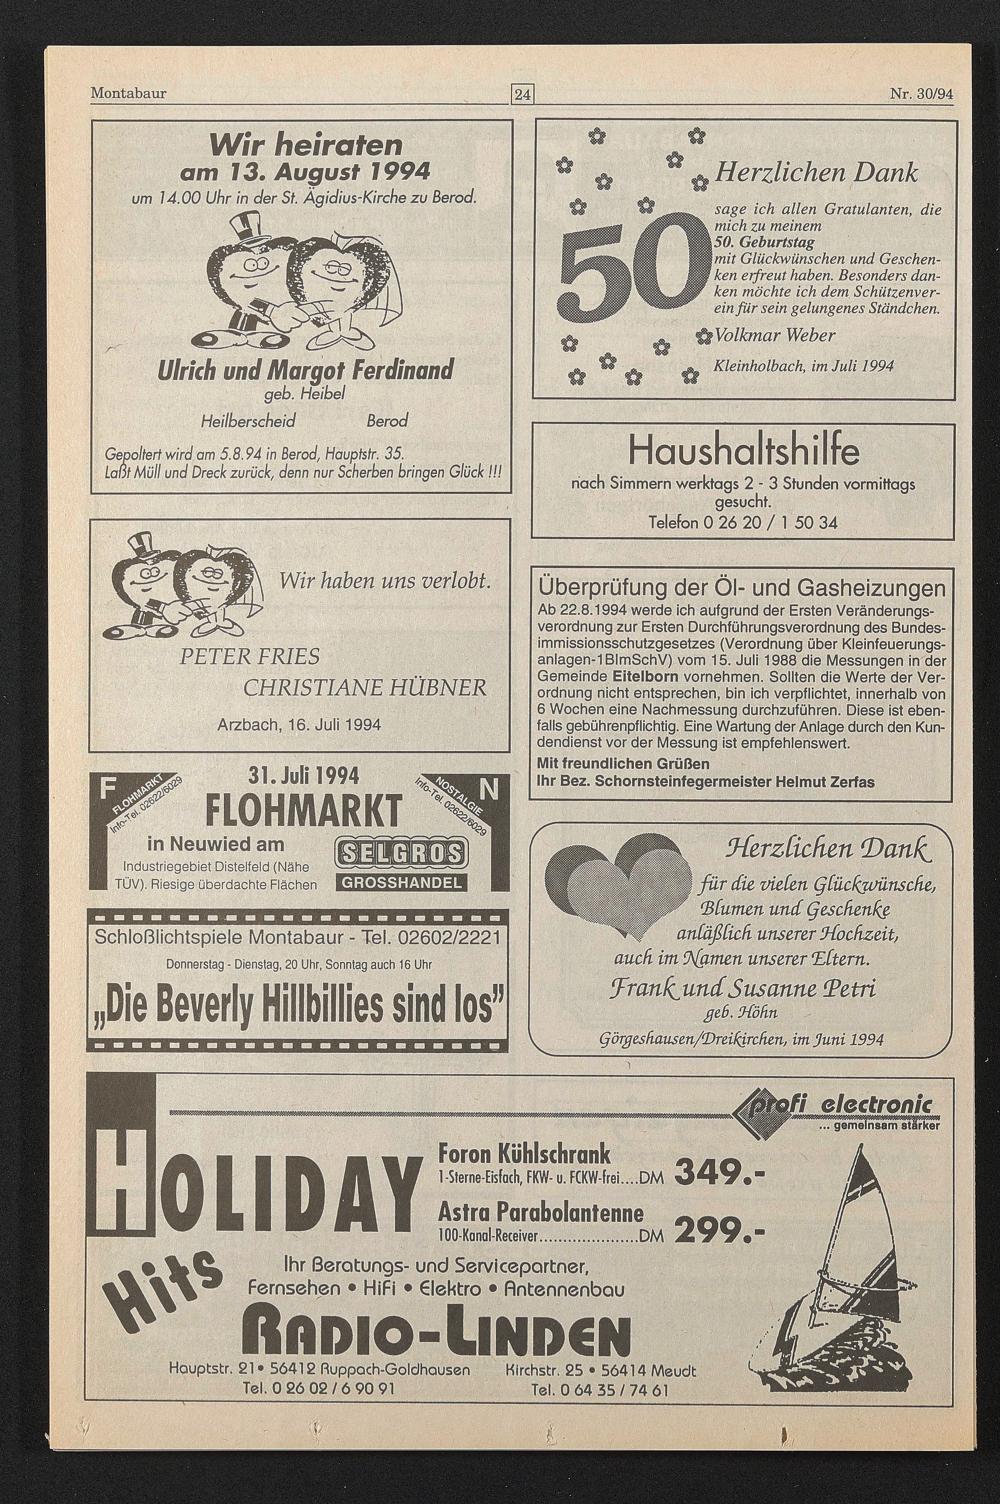 Montabaur
24
Nr. 30/94
Wir heiraten
am 13. August 1994
um 14.00 Uhr in der St. Ägidius-Kirche zu Berod.
Ulrich und Margot Ferdinand
geb. Heibel
Heilberscheid Berod
Gepoltert wird am 5.8.94 in Berod, Hauptstr. 35.
Laßt Müll und Dreck zurück, denn nur Scherben bringen Glück !!!
Wir haben uns verlobt.
PETER FRIES
CHRISTIANE HÜBNER
Arzbach, 16. Juli 1994
F
FLOHMARKT
Info-Tel. 02622/6029
31. Juli 1994
FLOHMARKT
N
NOSTALGIE
Info-Tel. 02622/6029
in Neuwied am
Industriegebiet Distelfeld (Nähe
TÜV). Riesige überdachte Flächen
SELGROS
GROSSHANDEL
Schloßlichtspiele Montabaur - Tel. 02602/2221
Donnerstag - Dienstag, 20 Uhr, Sonntag auch 16 Uhr
„Die Beverly Hillbillies sind los”
50
Herzlichen Dank
sage ich allen Gratulanten, die
mich zu meinem
50. Geburtstag
mit Glückwünschen und Geschen-
ken erfreut haben. Besonders dan-
ken möchte ich dem Schützenver-
ein für sein gelungenes Ständchen.
Volkmar Weber
Kleinholbach, im Juli 1994
Haushaltshilfe
nach Simmern werktags 2 - 3 Stunden vormittags
gesucht.
Telefon 0 26 20 / 1 50 34
Überprüfung der Öl- und Gasheizungen
Ab 22.8.1994 werde ich aufgrund der Ersten Veränderungs-
verordnung zur Ersten Durchführungsverordnung des Bundes-
immissionsschutzgesetzes (Verordnung über Kleinfeuerungs-
anlagen-1BImSchV) vom 15. Juli 1988 die Messungen in der
Gemeinde Eitelborn vornehmen. Sollten die Werte der Ver-
ordnung nicht entsprechen, bin ich verpflichtet, innerhalb von
6 Wochen eine Nachmessung durchzuführen. Diese ist eben-
falls gebührenpflichtig. Eine Wartung der Anlage durch den Kun-
dendienst vor der Messung ist empfehlenswert.
Mit freundlichen Grüßen
Ihr Bez. Schornsteinfegermeister Helmut Zerfas
Herzlichen Dank
für die vielen Glückwünsche,
Blumen und Geschenke
anläßlich unserer Hochzeit,
auch im Namen unserer Eltern.
Frank und Susanne Petri
geb. Höhn
Görgeshausen/Dreikirchen, im Juni 1994
profi electronic
... gemeinsam stärker
HOLIDAY
Hits
Foron Kühlschrank
1-Sterne-Eisfach, FKW- u. FCKW-frei....DM 349.-
Astra Parabolantenne
100-Kanal-Receiver......................DM 299.-
Ihr Beratungs- und Servicepartner,
Fernsehen • HiFi • Elektro • Antennenbau
RADIO-LINDEN
Hauptstr. 21 • 56412 Ruppach-Goldhausen Kirchstr. 25 • 56414 Meudt
Tel. 0 26 02 / 6 90 91 Tel. 0 64 35 / 74 61